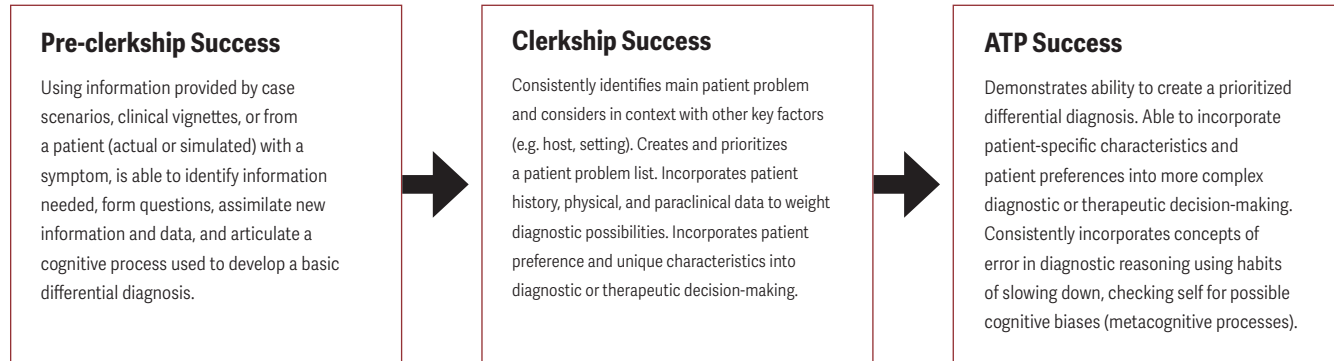 Pre-clerkship Success
Using information provided by case
scenarios, clinical vignettes, or from
a patient (actual or simulated) with a
symptom, is able to identify information
needed, form questions, assimilate new
information and data, and articulate a
cognitive process used to develop a basic
differential diagnosis.
Clerkship Success
Consistently identifies main patient problem
and considers in context with other key factors
(e.g. host, setting). Creates and prioritizes
a patient problem list. Incorporates patient
history, physical, and paraclinical data to weight
diagnostic possibilities. Incorporates patient
preference and unique characteristics into
diagnostic or therapeutic decision-making.
ATP Success
Demonstrates ability to create a prioritized
differential diagnosis. Able to incorporate
patient-specific characteristics and
patient preferences into more complex
diagnostic or therapeutic decision-making.
Consistently incorporates concepts of
error in diagnostic reasoning using habits
of slowing down, checking self for possible
cognitive biases (metacognitive processes).